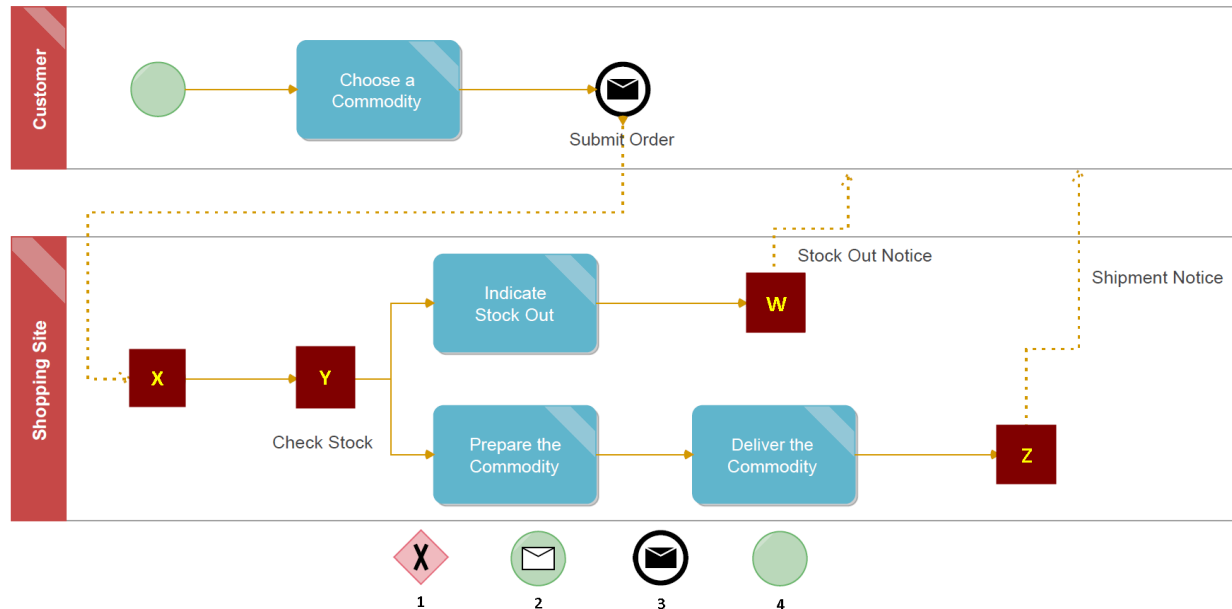 Customer
Choose a
Commodity
Submit Order
Shopping Site
Indicate
Stock Out
W
Stock Out Notice
Shipment Notice
X
Y
Check Stock
Prepare the
Commodity
Deliver the
Commodity
Z
X
1
2
3
4